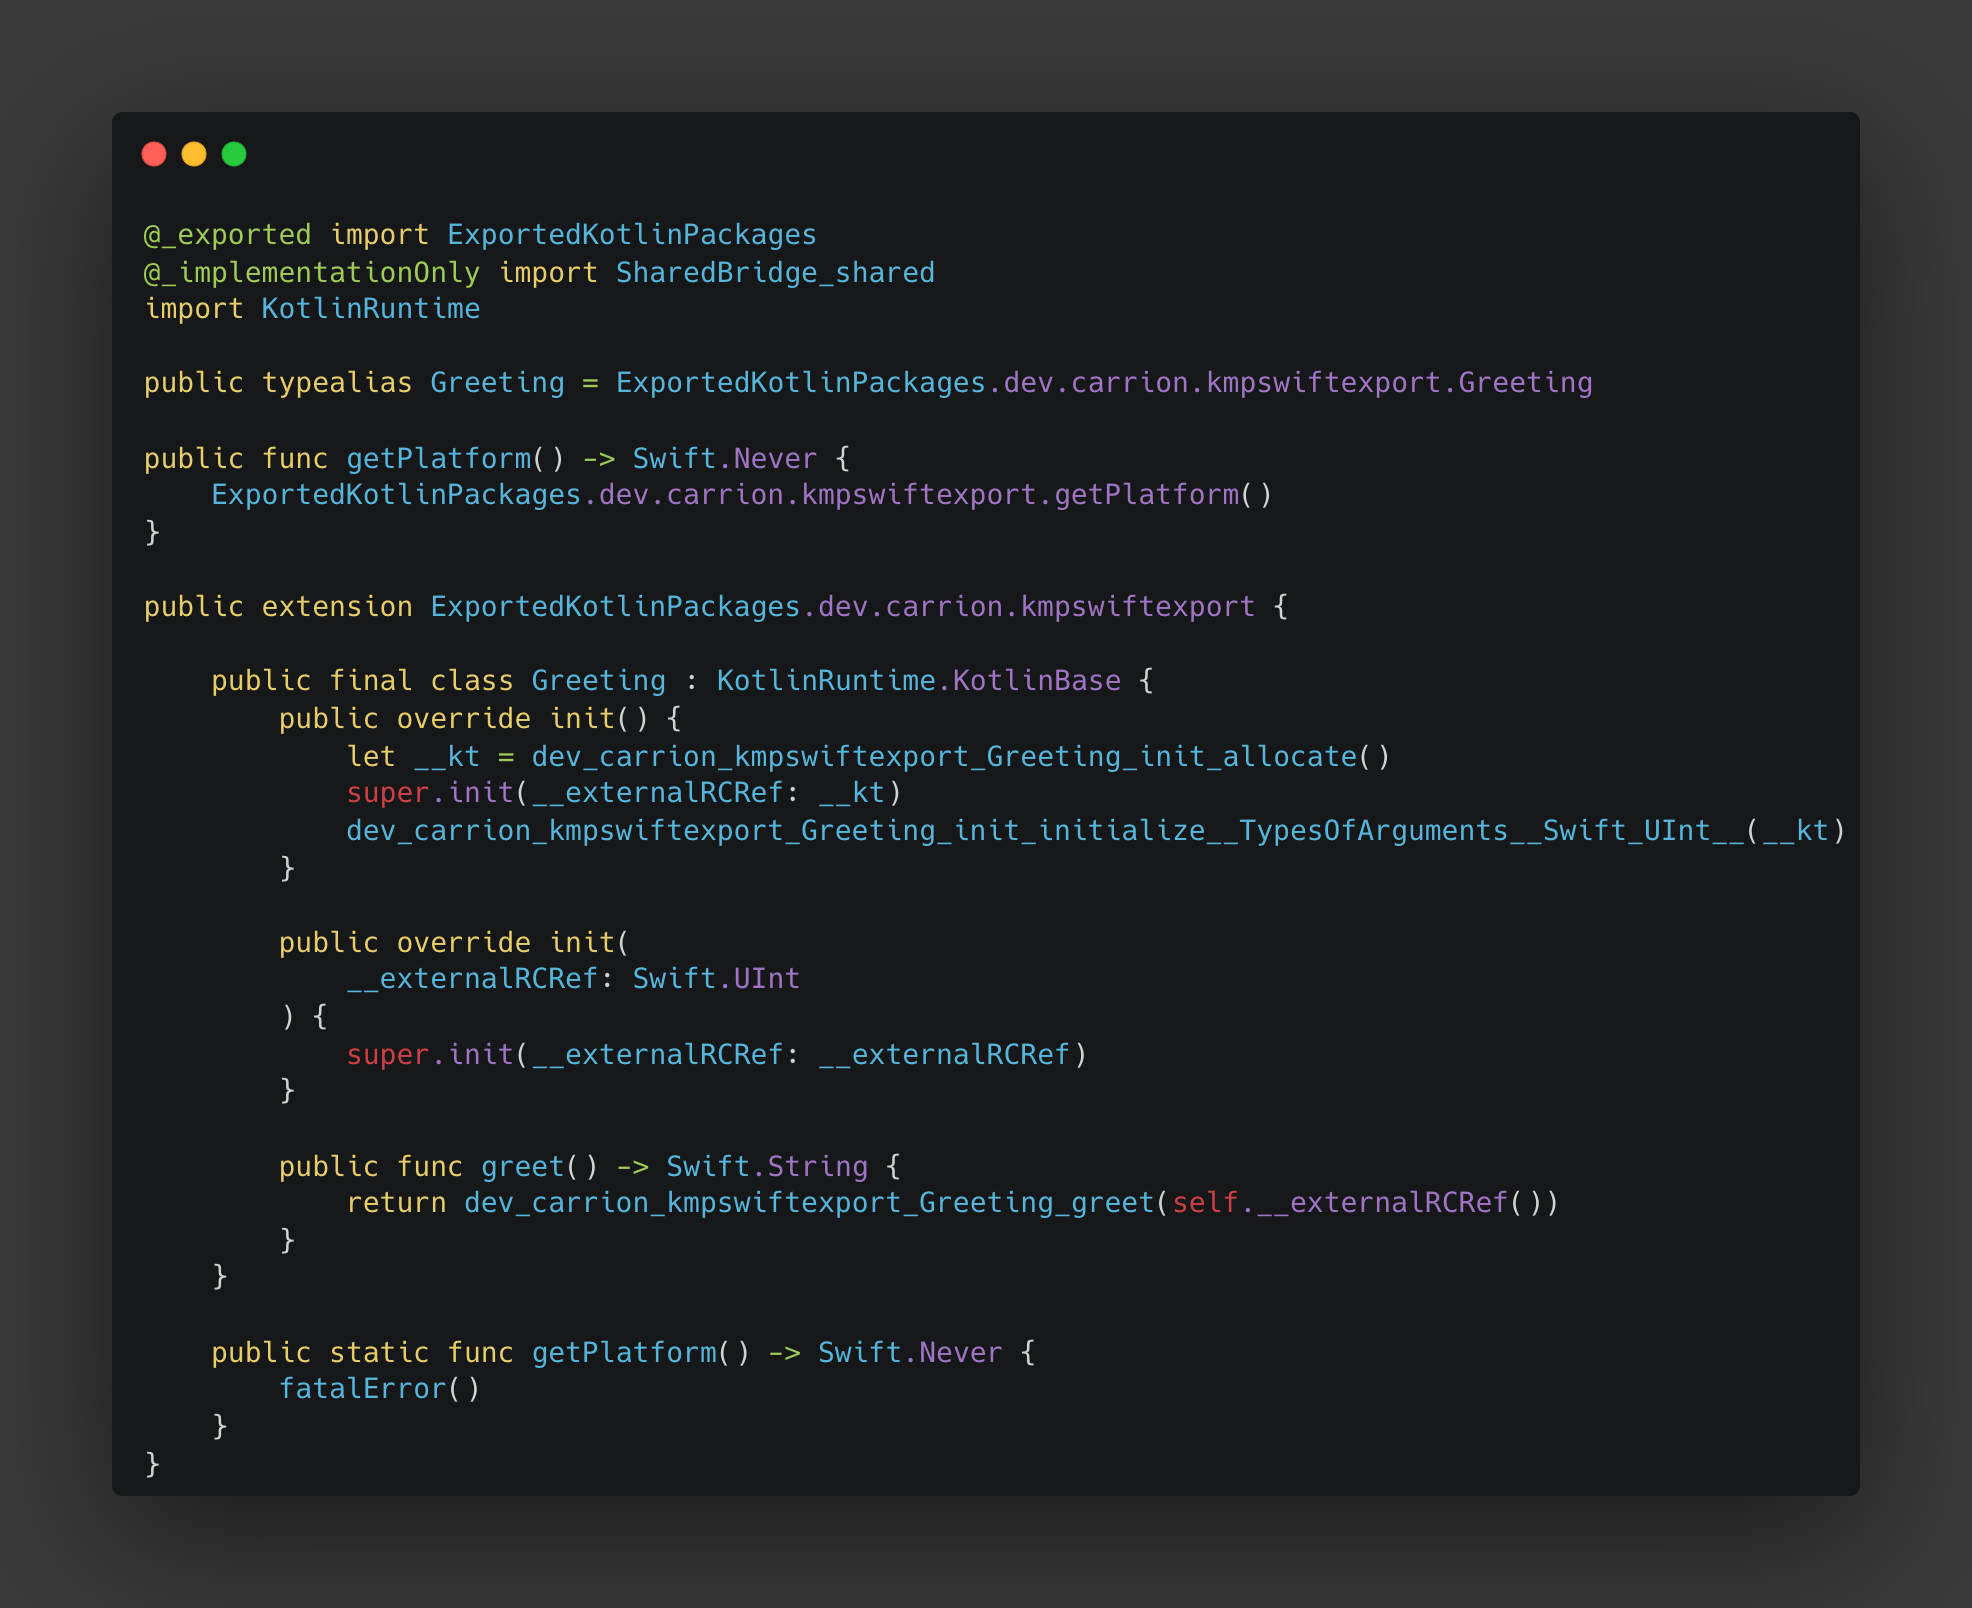 @_exported import ExportedKotlinPackages
@_implementationOnly import SharedBridge_shared
import KotlinRuntime

public typealias Greeting = ExportedKotlinPackages.dev.carrion.kmpswiftexport.Greeting

public func getPlatform() -> Swift.Never {
    ExportedKotlinPackages.dev.carrion.kmpswiftexport.getPlatform()
}

public extension ExportedKotlinPackages.dev.carrion.kmpswiftexport {

    public final class Greeting : KotlinRuntime.KotlinBase {
        public override init() {
            let __kt = dev_carrion_kmpswiftexport_Greeting_init_allocate()
            super.init(__externalRCRef: __kt)
            dev_carrion_kmpswiftexport_Greeting_init_initialize__TypesOfArguments__Swift_UInt__(__kt)
        }

        public override init(
            __externalRCRef: Swift.UInt
        ) {
            super.init(__externalRCRef: __externalRCRef)
        }

        public func greet() -> Swift.String {
            return dev_carrion_kmpswiftexport_Greeting_greet(self.__externalRCRef())
        }
    }

    public static func getPlatform() -> Swift.Never {
        fatalError()
    }
}